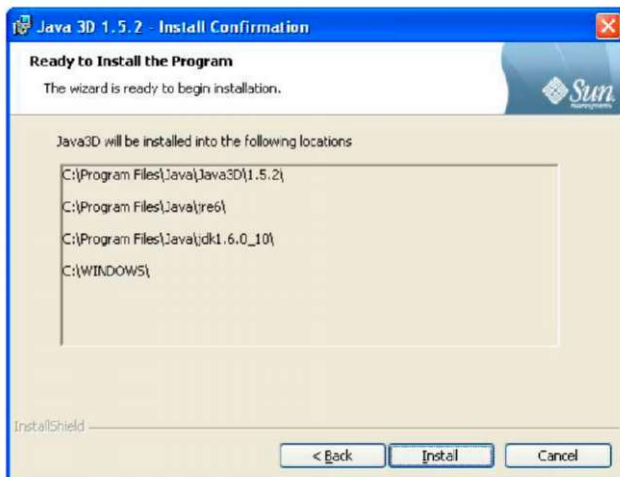 Java 3D 1.5.2 - Install Confirmation
Ready to Install the Program
The wizard is ready to begin installation.
Sun
microsystems
Java3D will be installed into the following locations
C:\Program Files\Java\Java3D\1.5.2\
C:\Program Files\Java\jre6\
C:\Program Files\Java\jdk1.6.0_10\
C:\WINDOWS\
InstallShield
< Back
Install
Cancel